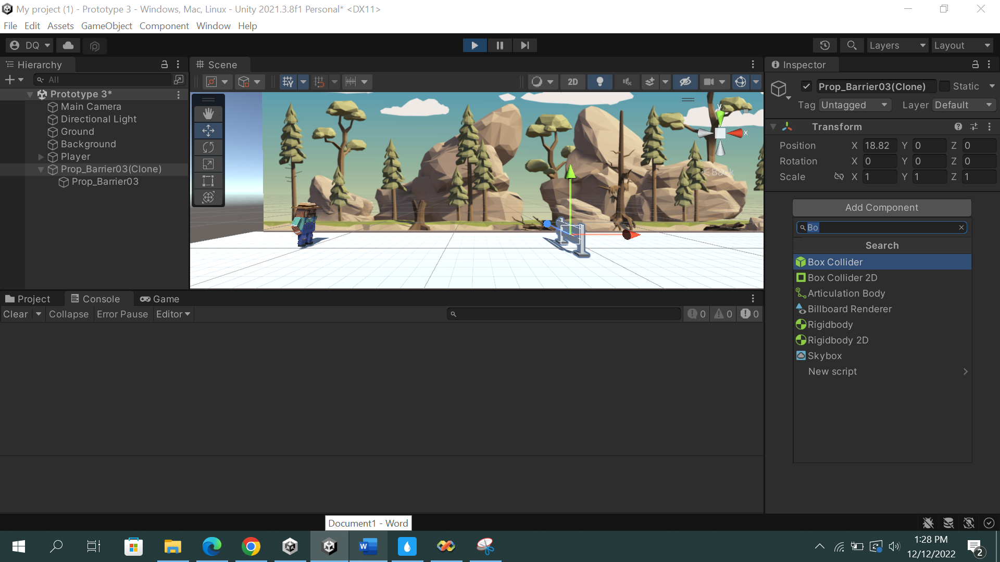 My project (1) - Prototype 3 - Windows, Mac, Linux - Unity 2021.3.8f1 Personal* <DX11>
File Edit Assets GameObject Component Window Help
DQ Layers Layout
Hierarchy
All
Prototype 3*
Main Camera
Directional Light
Ground
Background
Player
Prop_Barrier03(Clone)
Prop_Barrier03
Scene
2D
y
x
< Back
Inspector
Prop_Barrier03(Clone) Static
Tag Untagged Layer Default
Transform
Position X 18.82 Y 0 Z 0
Rotation X 0 Y 0 Z 0
Scale X 1 Y 1 Z 1
Add Component
Bo
Search
Box Collider
Box Collider 2D
Articulation Body
Billboard Renderer
Rigidbody
Rigidbody 2D
Skybox
New script
Project Console Game
Clear Collapse Error Pause Editor 0 0 0
Document1 - Word
W
1:28 PM
12/12/2022
2